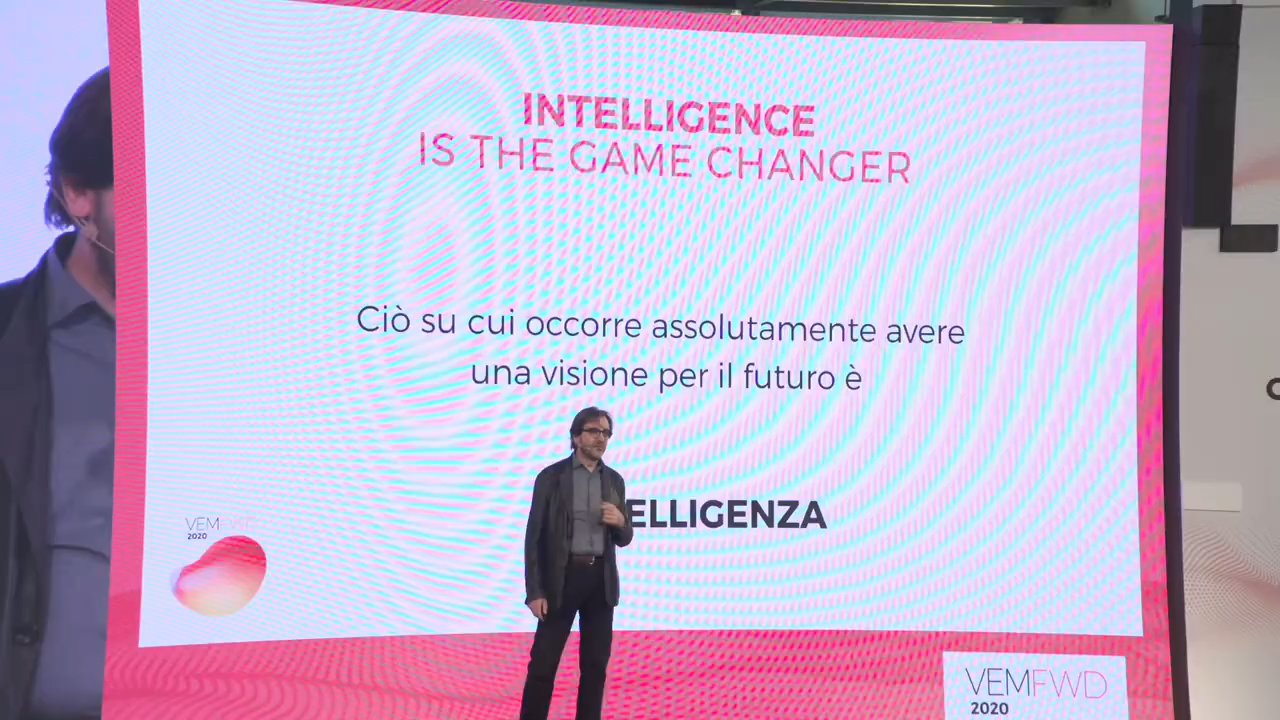 INTELLIGENCE
IS THE GAME CHANGER
Ciò su cui occorre assolutamente avere
una visione per il futuro è
ELLIGENZA
VEMFWD
2020
VEMFWD
2020